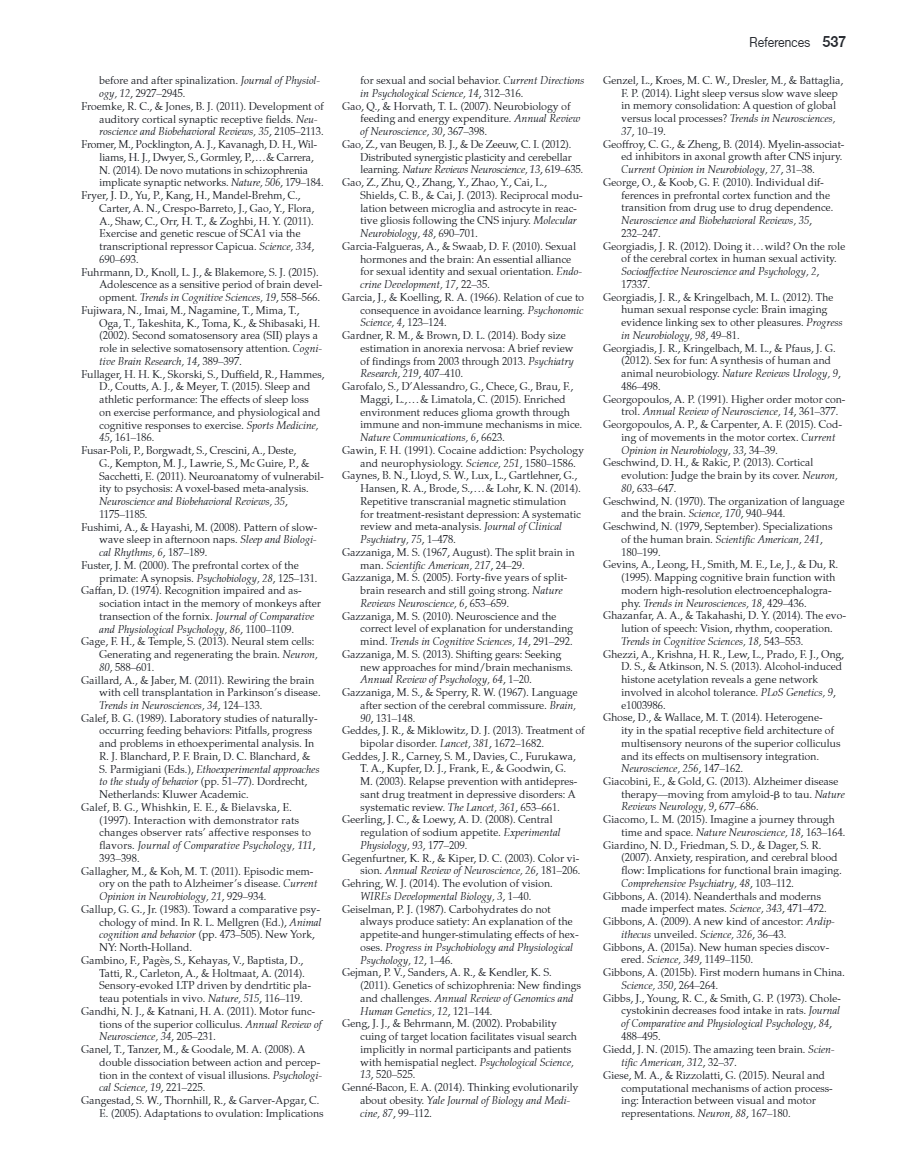 References 537
before and after spinalization. Journal of Physiol-
ogy, 12, 2927–2945.
Froemke, R. C., & Jones, B. J. (2011). Development of
auditory cortical synaptic receptive fields. Neu-
roscience and Biobehavioral Reviews, 35, 2105–2113.
Fromer, M., Pocklington, A. J., Kavanagh, D. H., Wil-
liams, H. J., Dwyer, S., Gormley, P.,…& Carrera,
N. (2014). De novo mutations in schizophrenia
implicate synaptic networks. Nature, 506, 179–184.
Fryer, J. D., Yu, P., Kang, H., Mandel-Brehm, C.,
Carter, A. N., Crespo-Barreto, J., Gao, Y., Flora,
A., Shaw, C., Orr, H. T., & Zoghbi, H. Y. (2011).
Exercise and genetic rescue of SCA1 via the
transcriptional repressor Capicua. Science, 334,
690–693.
Fuhrmann, D., Knoll, L. J., & Blakemore, S. J. (2015).
Adolescence as a sensitive period of brain devel-
opment. Trends in Cognitive Sciences, 19, 558–566.
Fujiwara, N., Imai, M., Nagamine, T., Mima, T.,
Oga, T., Takeshita, K., Toma, K., & Shibasaki, H.
(2002). Second somatosensory area (SII) plays a
role in selective somatosensory attention. Cogni-
tive Brain Research, 14, 389–397.
Fullager, H. H. K., Skorski, S., Duffield, R., Hammes,
D., Coutts, A. J., & Meyer, T. (2015). Sleep and
athletic performance: The effects of sleep loss
on exercise performance, and physiological and
cognitive responses to exercise. Sports Medicine,
45, 161–186.
Fusar-Poli, P., Borgwadt, S., Crescini, A., Deste,
G., Kempton, M. J., Lawrie, S., Mc Guire, P., &
Sacchetti, E. (2011). Neuroanatomy of vulnerabil-
ity to psychosis: A voxel-based meta-analysis.
Neuroscience and Biobehavioral Reviews, 35,
1175–1185.
Fushimi, A., & Hayashi, M. (2008). Pattern of slow-
wave sleep in afternoon naps. Sleep and Biologi-
cal Rhythms, 6, 187–189.
Fuster, J. M. (2000). The prefrontal cortex of the
primate: A synopsis. Psychobiology, 28, 125–131.
Gaffan, D. (1974). Recognition impaired and as-
sociation intact in the memory of monkeys after
transection of the fornix. Journal of Comparative
and Physiological Psychology, 86, 1100–1109.
Gage, F. H., & Temple, S. (2013). Neural stem cells:
Generating and regenerating the brain. Neuron,
80, 588–601.
Gaillard, A., & Jaber, M. (2011). Rewiring the brain
with cell transplantation in Parkinson's disease.
Trends in Neurosciences, 34, 124–133.
Galef, B. G. (1989). Laboratory studies of naturally-
occurring feeding behaviors: Pitfalls, progress
and problems in ethoexperimental analysis. In
R. J. Blanchard, P. F. Brain, D. C. Blanchard, &
S. Parmigiani (Eds.), Ethoexperimental approaches
to the study of behavior (pp. 51–77). Dordrecht,
Netherlands: Kluwer Academic.
Galef, B. G., Whishkin, E. E., & Bielavska, E.
(1997). Interaction with demonstrator rats
changes observer rats' affective responses to
flavors. Journal of Comparative Psychology, 111,
393–398.
Gallagher, M., & Koh, M. T. (2011). Episodic mem-
ory on the path to Alzheimer's disease. Current
Opinion in Neurobiology, 21, 929–934.
Gallup, G. G., Jr. (1983). Toward a comparative psy-
chology of mind. In R. L. Mellgren (Ed.), Animal
cognition and behavior (pp. 473–505). New York,
NY: North-Holland.
Gambino, F., Pagès, S., Kehayas, V., Baptista, D.,
Tatti, R., Carleton, A., & Holtmaat, A. (2014).
Sensory-evoked LTP driven by dendrtitic pla-
teau potentials in vivo. Nature, 515, 116–119.
Gandhi, N. J., & Katnani, H. A. (2011). Motor func-
tions of the superior colliculus. Annual Review of
Neuroscience, 34, 205–231.
Ganel, T., Tanzer, M., & Goodale, M. A. (2008). A
double dissociation between action and percep-
tion in the context of visual illusions. Psychologi-
cal Science, 19, 221–225.
Gangestad, S. W., Thornhill, R., & Garver-Apgar, C.
E. (2005). Adaptations to ovulation: Implications
for sexual and social behavior. Current Directions
in Psychological Science, 14, 312–316.
Gao, Q., & Horvath, T. L. (2007). Neurobiology of
feeding and energy expenditure. Annual Review
of Neuroscience, 30, 367–398.
Gao, Z., van Beugen, B. J., & De Zeeuw, C. I. (2012).
Distributed synergistic plasticity and cerebellar
learning. Nature Reviews Neuroscience, 13, 619–635.
Gao, Z., Zhu, Q., Zhang, Y., Zhao, Y., Cai, L.,
Shields, C. B., & Cai, J. (2013). Reciprocal modu-
lation between microglia and astrocyte in reac-
tive gliosis following the CNS injury. Molecular
Neurobiology, 48, 690–701.
Garcia-Falgueras, A., & Swaab, D. F. (2010). Sexual
hormones and the brain: An essential alliance
for sexual identity and sexual orientation. Endo-
crine Development, 17, 22–35.
Garcia, J., & Koelling, R. A. (1966). Relation of cue to
consequence in avoidance learning. Psychonomic
Science, 4, 123–124.
Gardner, R. M., & Brown, D. L. (2014). Body size
estimation in anorexia nervosa: A brief review
of findings from 2003 through 2013. Psychiatry
Research, 219, 407–410.
Garofalo, S., D'Alessandro, G., Chece, G., Brau, F.,
Maggi, L.,…& Limatola, C. (2015). Enriched
environment reduces glioma growth through
immune and non-immune mechanisms in mice.
Nature Communications, 6, 6623.
Gawin, F. H. (1991). Cocaine addiction: Psychology
and neurophysiology. Science, 251, 1580–1586.
Gaynes, B. N., Lloyd, S. W., Lux, L., Gartlehner, G.,
Hansen, R. A., Brode, S.,…& Lohr, K. N. (2014).
Repetitive transcranial magnetic stimulation
for treatment-resistant depression: A systematic
review and meta-analysis. Journal of Clinical
Psychiatry, 75, 1–478.
Gazzaniga, M. S. (1967, August). The split brain in
man. Scientific American, 217, 24–29.
Gazzaniga, M. S. (2005). Forty-five years of split-
brain research and still going strong. Nature
Reviews Neuroscience, 6, 653–659.
Gazzaniga, M. S. (2010). Neuroscience and the
correct level of explanation for understanding
mind. Trends in Cognitive Sciences, 14, 291–292.
Gazzaniga, M. S. (2013). Shifting gears: Seeking
new approaches for mind/brain mechanisms.
Annual Review of Psychology, 64, 1–20.
Gazzaniga, M. S., & Sperry, R. W. (1967). Language
after section of the cerebral commissure. Brain,
90, 131–148.
Geddes, J. R., & Miklowitz, D. J. (2013). Treatment of
bipolar disorder. Lancet, 381, 1672–1682.
Geddes, J. R., Carney, S. M., Davies, C., Furukawa,
T. A., Kupfer, D. J., Frank, E., & Goodwin, G.
M. (2003). Relapse prevention with antidepres-
sant drug treatment in depressive disorders: A
systematic review. The Lancet, 361, 653–661.
Geerling, J. C., & Loewy, A. D. (2008). Central
regulation of sodium appetite. Experimental
Physiology, 93, 177–209.
Gegenfurtner, K. R., & Kiper, D. C. (2003). Color vi-
sion. Annual Review of Neuroscience, 26, 181–206.
Gehring, W. J. (2014). The evolution of vision.
WIREs Developmental Biology, 3, 1–40.
Geiselman, P. J. (1987). Carbohydrates do not
always produce satiety: An explanation of the
appetite-and hunger-stimulating effects of hex-
oses. Progress in Psychobiology and Physiological
Psychology, 12, 1–46.
Gejman, P. V., Sanders, A. R., & Kendler, K. S.
(2011). Genetics of schizophrenia: New findings
and challenges. Annual Review of Genomics and
Human Genetics, 12, 121–144.
Geng, J. J., & Behrmann, M. (2002). Probability
cuing of target location facilitates visual search
implicitly in normal participants and patients
with hemispatial neglect. Psychological Science,
13, 520–525.
Genné-Bacon, E. A. (2014). Thinking evolutionarily
about obesity. Yale Journal of Biology and Medi-
cine, 87, 99–112.
Genzel, L., Kroes, M. C. W., Dresler, M., & Battaglia,
F. P. (2014). Light sleep versus slow wave sleep
in memory consolidation: A question of global
versus local processes? Trends in Neurosciences,
37, 10–19.
Geoffroy, C. G., & Zheng, B. (2014). Myelin-associat-
ed inhibitors in axonal growth after CNS injury.
Current Opinion in Neurobiology, 27, 31–38.
George, O., & Koob, G. F. (2010). Individual dif-
ferences in prefrontal cortex function and the
transition from drug use to drug dependence.
Neuroscience and Biobehavioral Reviews, 35,
232–247.
Georgiadis, J. R. (2012). Doing it…wild? On the role
of the cerebral cortex in human sexual activity.
Socioaffective Neuroscience and Psychology, 2,
17337.
Georgiadis, J. R., & Kringelbach, M. L. (2012). The
human sexual response cycle: Brain imaging
evidence linking sex to other pleasures. Progress
in Neurobiology, 98, 49–81.
Georgiadis, J. R., Kringelbach, M. L., & Pfaus, J. G.
(2012). Sex for fun: A synthesis of human and
animal neurobiology. Nature Reviews Urology, 9,
486–498.
Georgopoulos, A. P. (1991). Higher order motor con-
trol. Annual Review of Neuroscience, 14, 361–377.
Georgopoulos, A. P., & Carpenter, A. F. (2015). Cod-
ing of movements in the motor cortex. Current
Opinion in Neurobiology, 33, 34–39.
Geschwind, D. H., & Rakic, P. (2013). Cortical
evolution: Judge the brain by its cover. Neuron,
80, 633–647.
Geschwind, N. (1970). The organization of language
and the brain. Science, 170, 940–944.
Geschwind, N. (1979, September). Specializations
of the human brain. Scientific American, 241,
180–199.
Gevins, A., Leong, H., Smith, M. E., Le, J., & Du, R.
(1995). Mapping cognitive brain function with
modern high-resolution electroencephalogra-
phy. Trends in Neurosciences, 18, 429–436.
Ghazanfar, A. A., & Takahashi, D. Y. (2014). The evo-
lution of speech: Vision, rhythm, cooperation.
Trends in Cognitive Sciences, 18, 543–553.
Ghezzi, A., Krishna, H. R., Lew, L., Prado, F. J., Ong,
D. S., & Atkinson, N. S. (2013). Alcohol-induced
histone acetylation reveals a gene network
involved in alcohol tolerance. PLoS Genetics, 9,
e1003986.
Ghose, D., & Wallace, M. T. (2014). Heterogene-
ity in the spatial receptive field architecture of
multisensory neurons of the superior colliculus
and its effects on multisensory integration.
Neuroscience, 256, 147–162.
Giacobini, E., & Gold, G. (2013). Alzheimer disease
therapy—moving from amyloid-β to tau. Nature
Reviews Neurology, 9, 677–686.
Giacomo, L. M. (2015). Imagine a journey through
time and space. Nature Neuroscience, 18, 163–164.
Giardino, N. D., Friedman, S. D., & Dager, S. R.
(2007). Anxiety, respiration, and cerebral blood
flow: Implications for functional brain imaging.
Comprehensive Psychiatry, 48, 103–112.
Gibbons, A. (2014). Neanderthals and moderns
made imperfect mates. Science, 343, 471–472.
Gibbons, A. (2009). A new kind of ancestor: Ardip-
ithecus unveiled. Science, 326, 36–43.
Gibbons, A. (2015a). New human species discov-
ered. Science, 349, 1149–1150.
Gibbons, A. (2015b). First modern humans in China.
Science, 350, 264–264.
Gibbs, J., Young, R. C., & Smith, G. P. (1973). Chole-
cystokinin decreases food intake in rats. Journal
of Comparative and Physiological Psychology, 84,
488–495.
Giedd, J. N. (2015). The amazing teen brain. Scien-
tific American, 312, 32–37.
Giese, M. A., & Rizzolatti, G. (2015). Neural and
computational mechanisms of action process-
ing: Interaction between visual and motor
representations. Neuron, 88, 167–180.